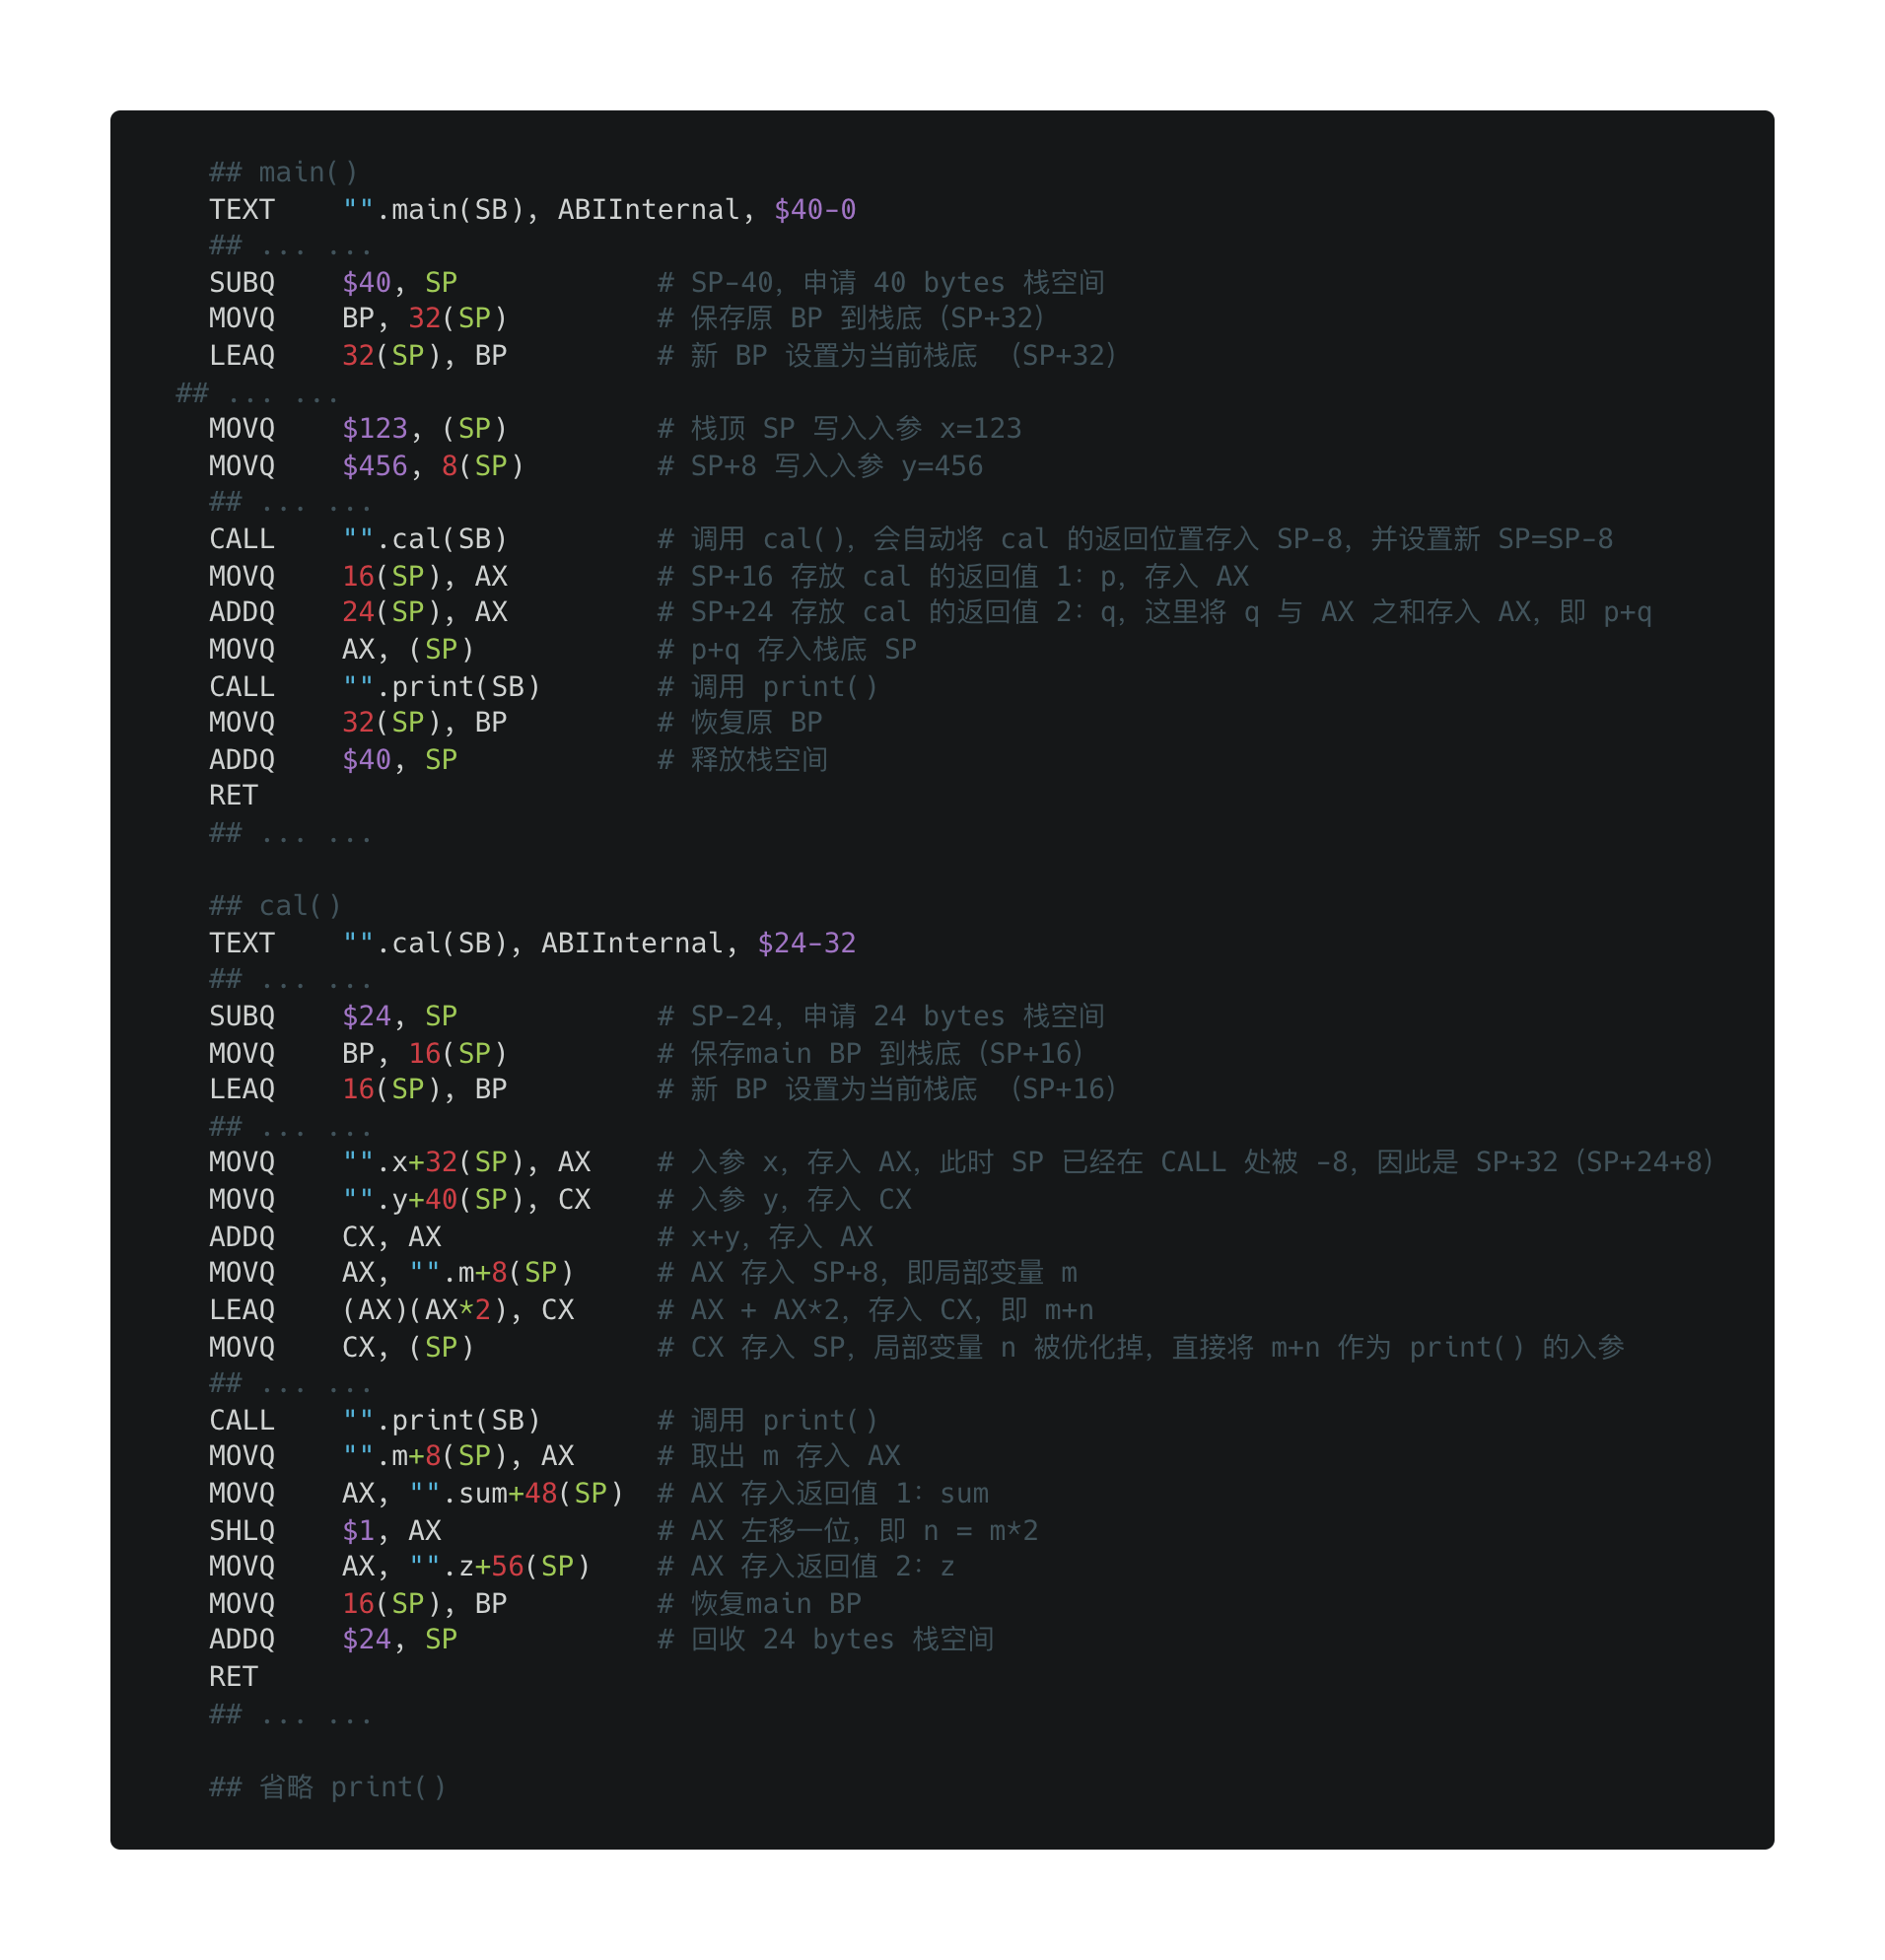 ## main()
TEXT    "".main(SB), ABIInternal, $40-0
## ... ...
SUBQ    $40, SP            # SP-40，申请 40 bytes 栈空间
MOVQ    BP, 32(SP)         # 保存原 BP 到栈底（SP+32）
LEAQ    32(SP), BP         # 新 BP 设置为当前栈底 （SP+32）
## ... ...
MOVQ    $123, (SP)         # 栈顶 SP 写入入参 x=123
MOVQ    $456, 8(SP)        # SP+8 写入入参 y=456
## ... ...
CALL    "".cal(SB)         # 调用 cal()，会自动将 cal 的返回位置存入 SP-8，并设置新 SP=SP-8
MOVQ    16(SP), AX         # SP+16 存放 cal 的返回值 1：p，存入 AX
ADDQ    24(SP), AX         # SP+24 存放 cal 的返回值 2：q，这里将 q 与 AX 之和存入 AX，即 p+q
MOVQ    AX, (SP)           # p+q 存入栈底 SP
CALL    "".print(SB)       # 调用 print()
MOVQ    32(SP), BP         # 恢复原 BP
ADDQ    $40, SP            # 释放栈空间
RET
## ... ...
## cal()
TEXT    "".cal(SB), ABIInternal, $24-32
## ... ...
SUBQ    $24, SP            # SP-24，申请 24 bytes 栈空间
MOVQ    BP, 16(SP)         # 保存main BP 到栈底（SP+16）
LEAQ    16(SP), BP         # 新 BP 设置为当前栈底 （SP+16）
## ... ...
MOVQ    "".x+32(SP), AX    # 入参 x，存入 AX，此时 SP 已经在 CALL 处被 -8，因此是 SP+32（SP+24+8）
MOVQ    "".y+40(SP), CX    # 入参 y，存入 CX
ADDQ    CX, AX             # x+y，存入 AX
MOVQ    AX, "".m+8(SP)     # AX 存入 SP+8，即局部变量 m
LEAQ    (AX)(AX*2), CX     # AX + AX*2，存入 CX，即 m+n
MOVQ    CX, (SP)           # CX 存入 SP，局部变量 n 被优化掉，直接将 m+n 作为 print() 的入参
## ... ...
CALL    "".print(SB)       # 调用 print()
MOVQ    "".m+8(SP), AX     # 取出 m 存入 AX
MOVQ    AX, "".sum+48(SP)  # AX 存入返回值 1：sum
SHLQ    $1, AX             # AX 左移一位，即 n = m*2
MOVQ    AX, "".z+56(SP)    # AX 存入返回值 2：z
MOVQ    16(SP), BP         # 恢复main BP
ADDQ    $24, SP            # 回收 24 bytes 栈空间
RET
## ... ...
## 省略 print()